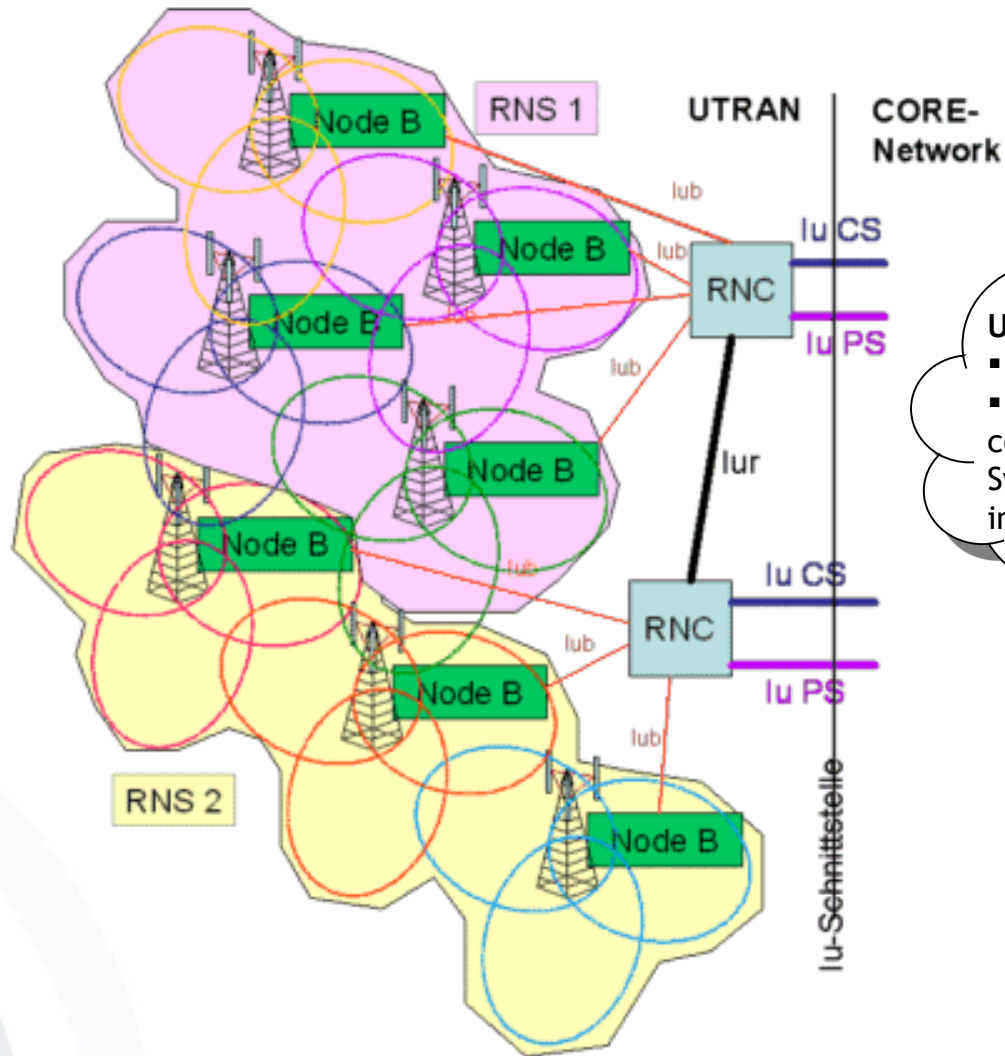 Node B
RNS 1
UTRAN
CORE-
Network
Iub
Node B
Iub
Iu CS
RNC
Node B
Iu PS
Iub
Node B
Iur
Node B
Iub
Iu CS
RNC
Iub
Node B
Iu PS
Iub
RNS 2
Node B
Iu-Schnittstelle
U
▪
▪